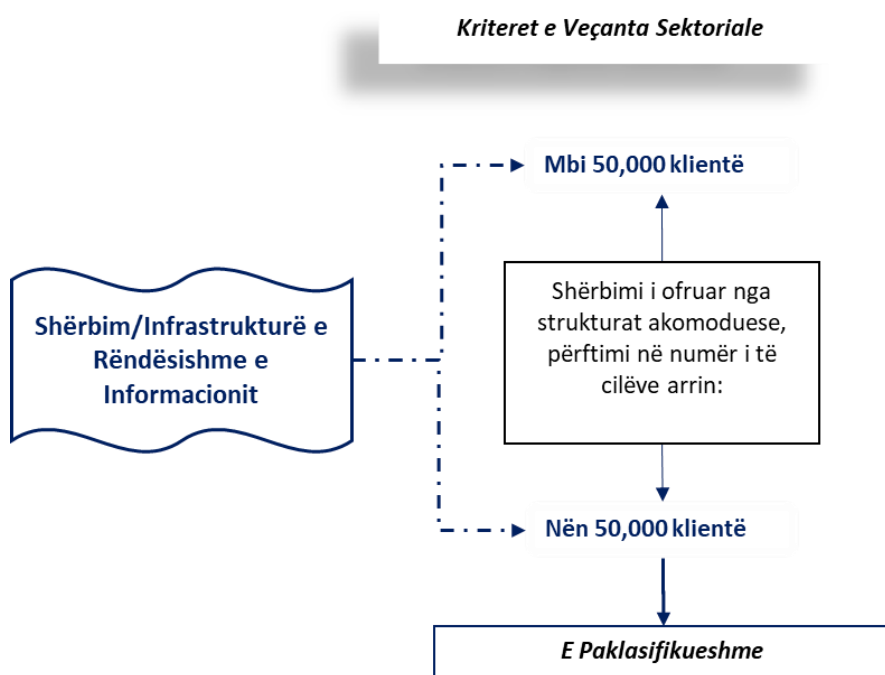 Kriteret e Veçanta Sektoriale
Mbi 50,000 klientë
Shërbim/Infrastrukturë e
Rëndësishme e
Informacionit
Shërbimi i ofruar nga
strukturat akomoduese,
përftimi në numër i të
cilëve arrin:
Nën 50,000 klientë
E Paklasifikueshme